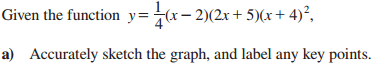 Given the function y = 1/4(x − 2)(2x + 5)(x + 4)²,
a) Accurately sketch the graph, and label any key points.